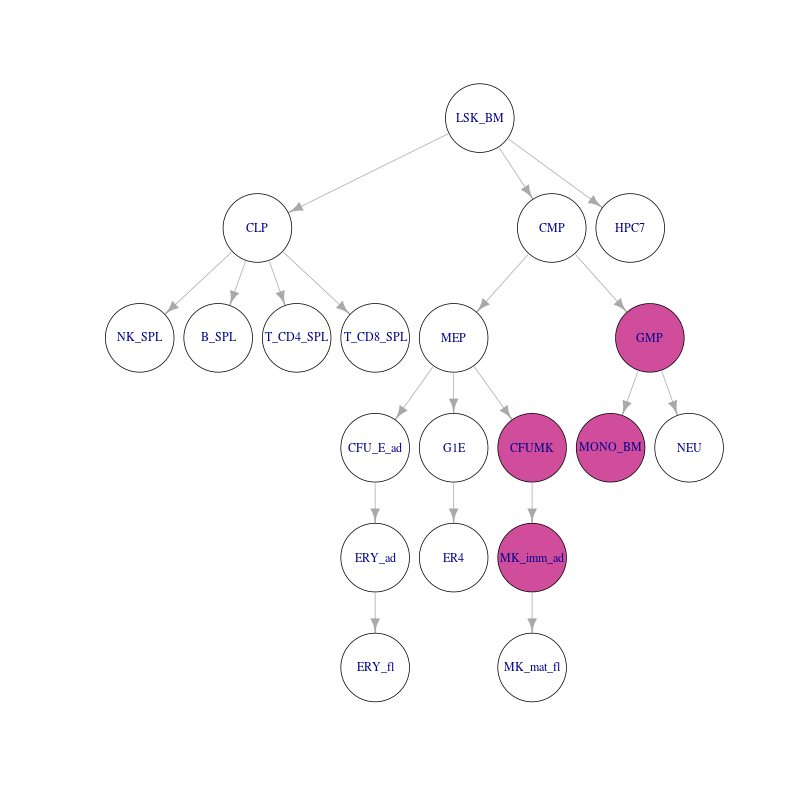 LSK_BM
CLP
CMP
HPC7
NK_SPL
B_SPL
T_CD4_SPL
T_CD8_SPL
MEP
GMP
CFU_E_ad
G1E
CFUMK
MONO_BM
NEU
ERY_ad
ER4
MK_imm_ad
ERY_fl
MK_mat_fl